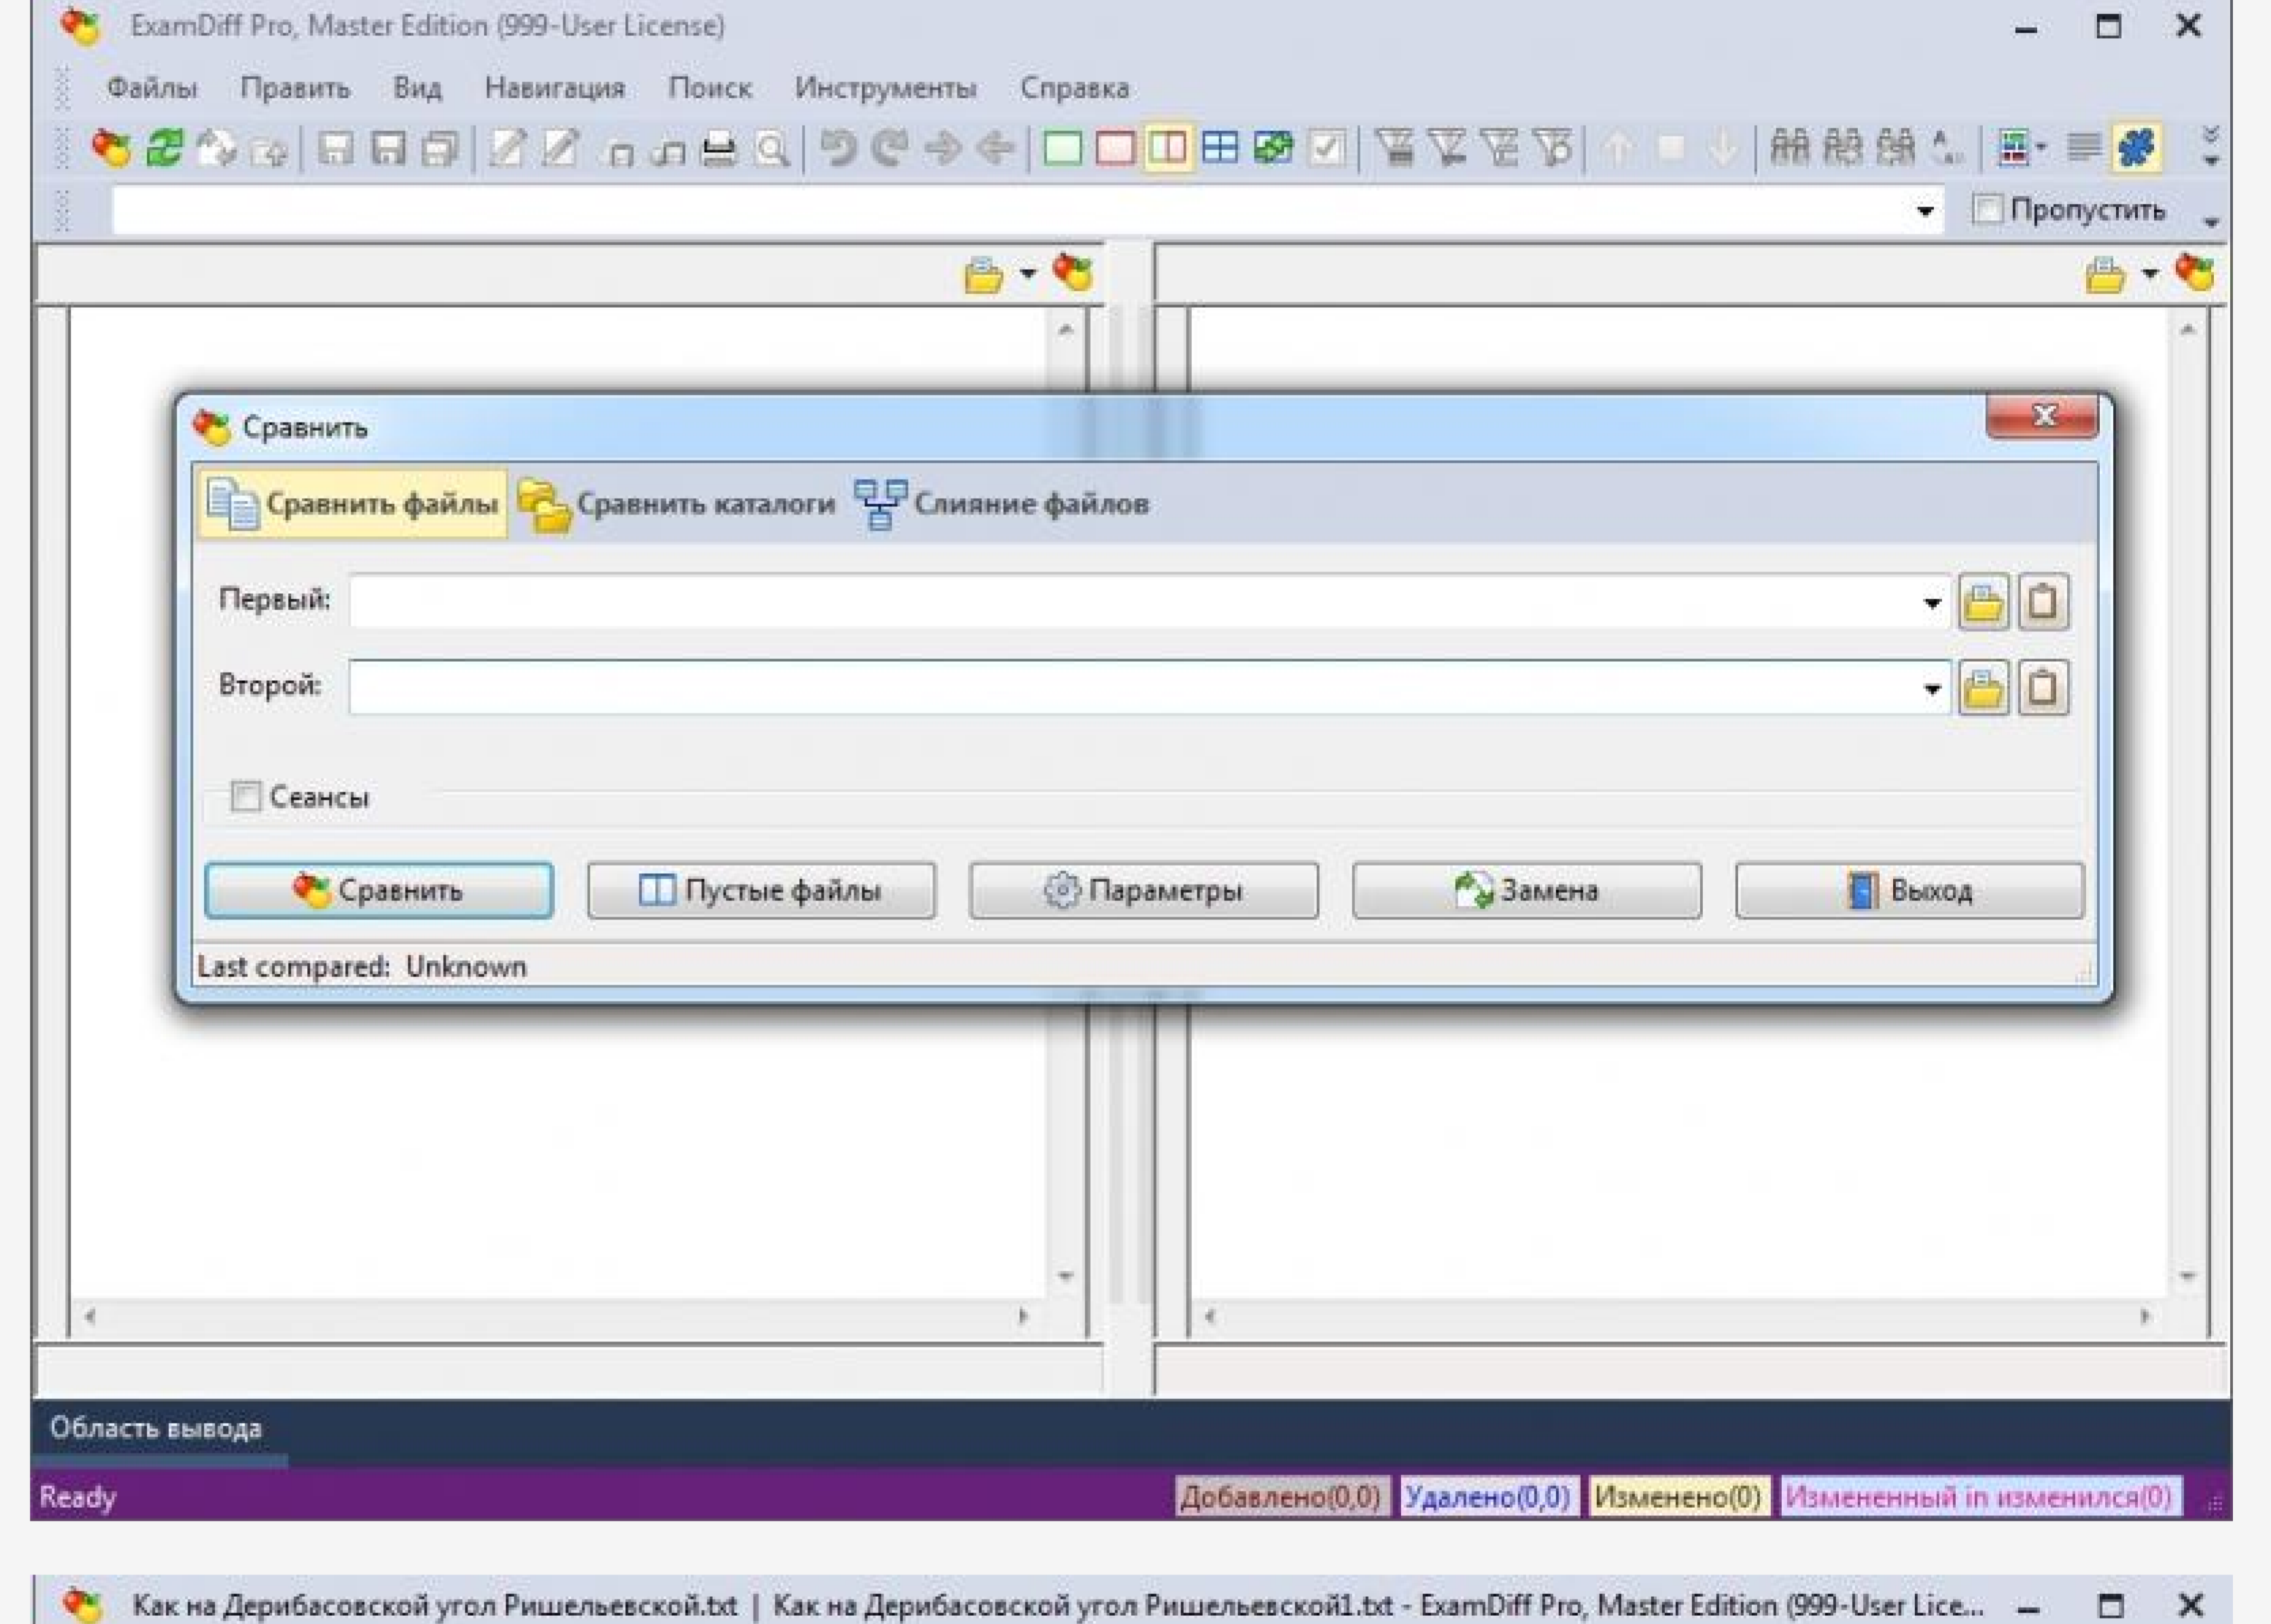 ExamDiff Pro, Master Edition (999-User License)
Файлы Править Вид Навигация Поиск Инструменты Справка
Пропустить
Сравнить
Сравнить файлы Сравнить каталоги Слияние файлов
Первый:
Второй:
Сеансы
Сравнить Пустые файлы Параметры Замена Выход
Last compared: Unknown
Область вывода
Ready Добавлено(0,0) Удалено(0,0) Изменено(0) Измененный in изменился(0)
Как на Дерибасовской угол Ришельевской.txt | Как на Дерибасовской угол Ришельевской1.txt - ExamDiff Pro, Master Edition (999-User Lice...